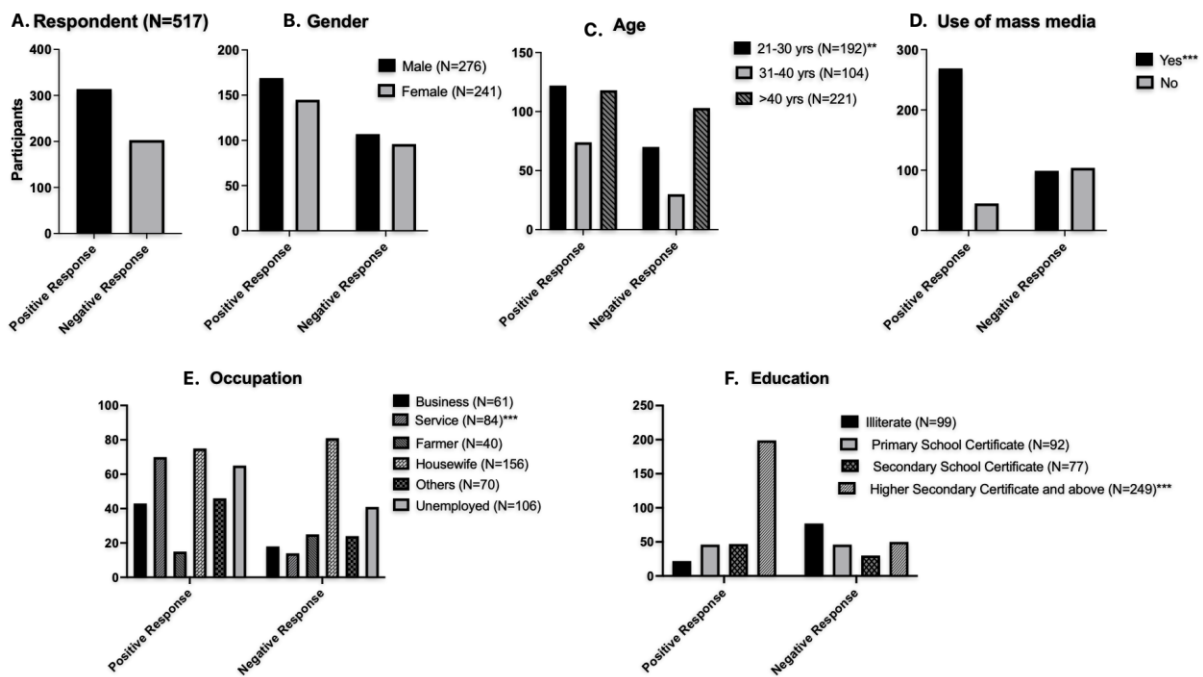 A. Respondent (N=517)
Participants
400
300
200
100
0
Positive Response
Negative Response
B. Gender
200
150
100
50
0
Male (N=276)
Female (N=241)
Positive Response
Negative Response
C. Age
150
100
50
0
21-30 yrs (N=192)**
31-40 yrs (N=104)
>40 yrs (N=221)
Positive Response
Negative Response
D. Use of mass media
300
200
100
0
Yes***
No
Positive Response
Negative Response
E. Occupation
100
80
60
40
20
0
Business (N=61)
Service (N=84)***
Farmer (N=40)
Housewife (N=156)
Others (N=70)
Unemployed (N=106)
Positive Response
Negative Response
F. Education
250
200
150
100
50
0
Illiterate (N=99)
Primary School Certificate (N=92)
Secondary School Certificate (N=77)
Higher Secondary Certificate and above (N=249)***
Positive Response
Negative Response